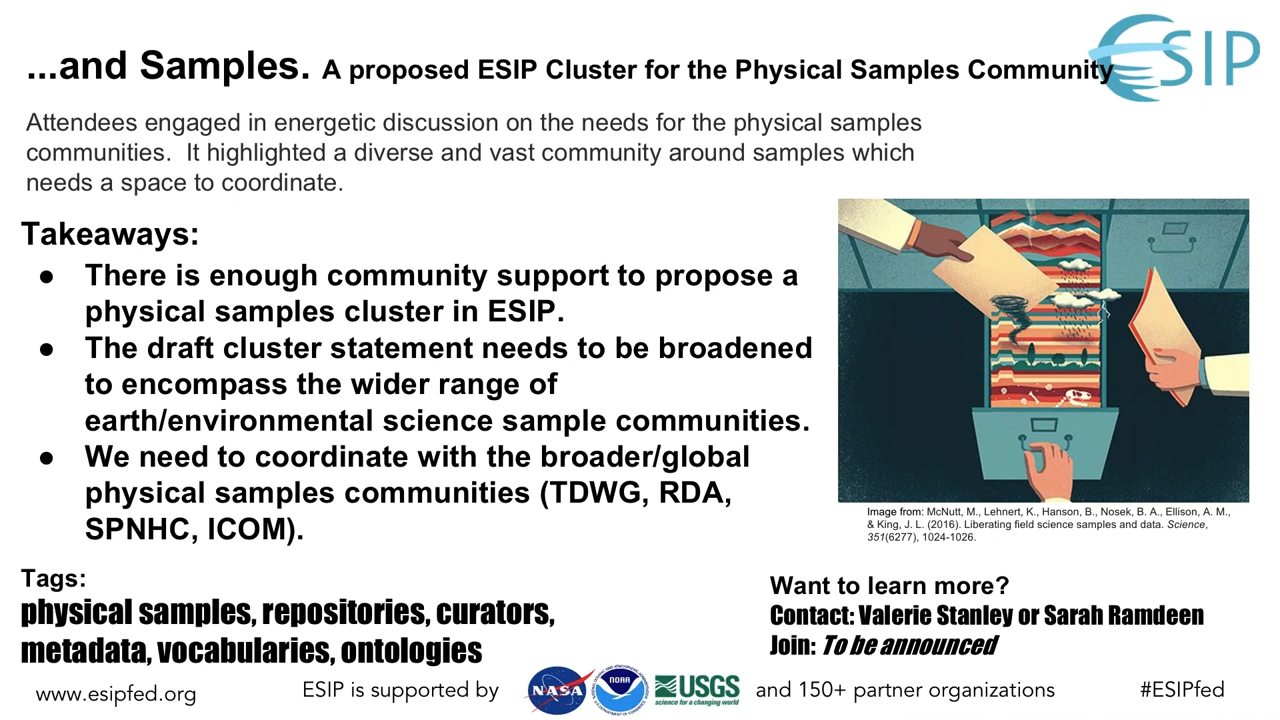 ...and Samples. A proposed ESIP Cluster for the Physical Samples Community
ESIP
Attendees engaged in energetic discussion on the needs for the physical samples
communities.  It highlighted a diverse and vast community around samples which
needs a space to coordinate.
Takeaways:
● There is enough community support to propose a
physical samples cluster in ESIP.
● The draft cluster statement needs to be broadened
to encompass the wider range of
earth/environmental science sample communities.
● We need to coordinate with the broader/global
physical samples communities (TDWG, RDA,
SPNHC, ICOM).
Image from: McNutt, M., Lehnert, K., Hanson, B., Nosek, B. A., Ellison, A. M.,
& King, J. L. (2016). Liberating field science samples and data. Science,
351(6277), 1024-1026.
Tags:
physical samples, repositories, curators,
metadata, vocabularies, ontologies
Want to learn more?
Contact: Valerie Stanley or Sarah Ramdeen
Join: To be announced
www.esipfed.org
ESIP is supported by
NASA
NOAA
USGS
science for a changing world
and 150+ partner organizations
#ESIPfed